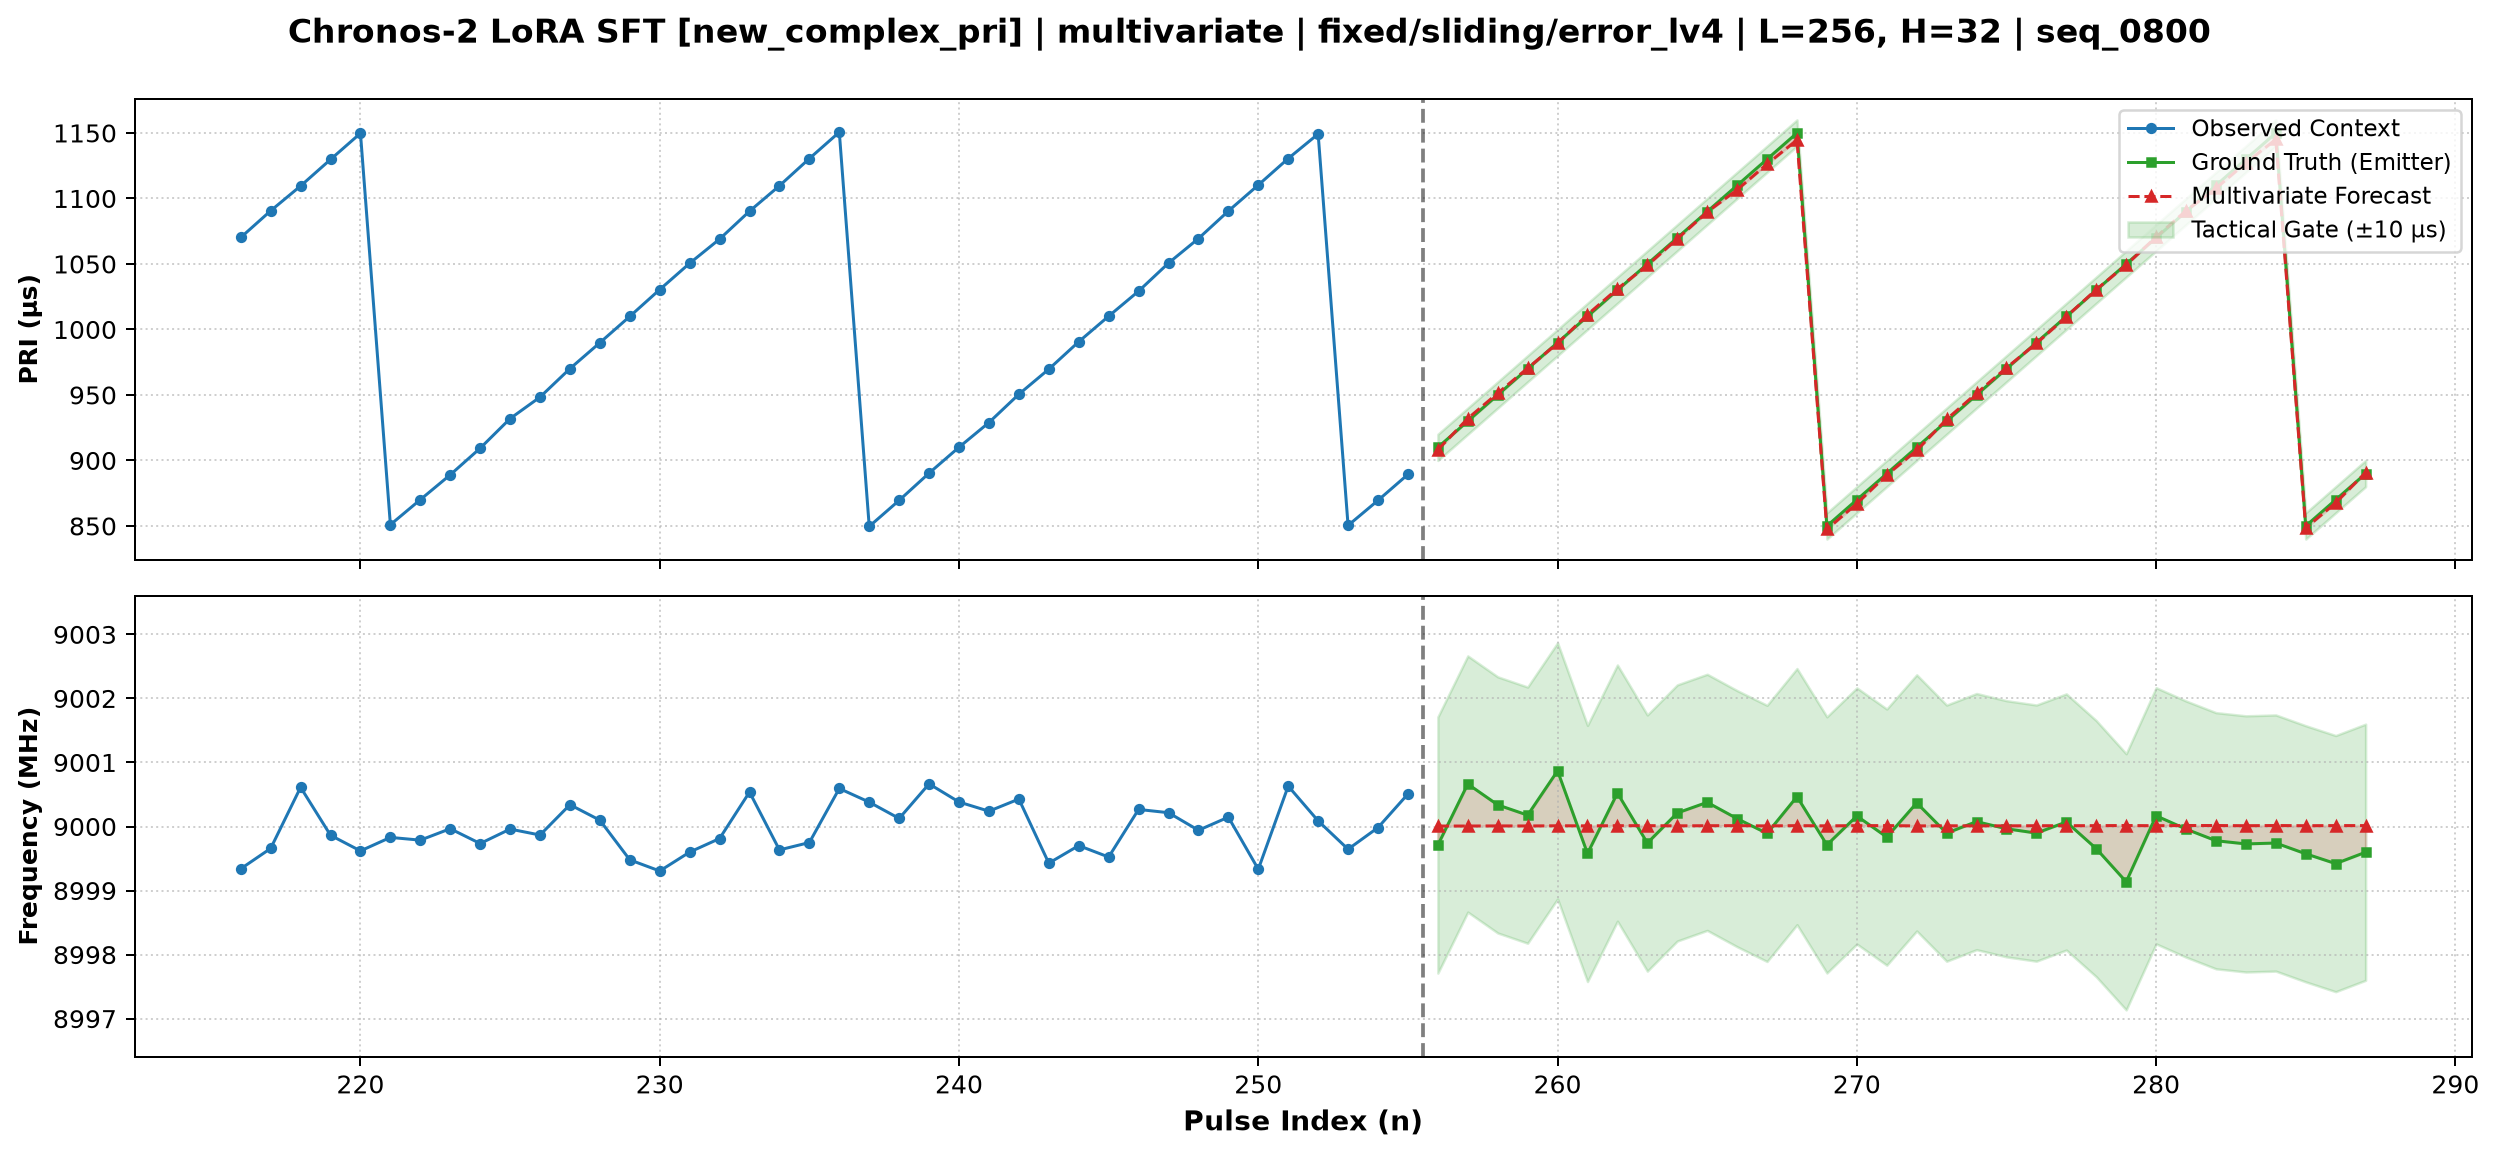 Chronos-2 LoRA SFT [new_complex_pri] | multivariate | fixed/sliding/error_lv4 | L=256, H=32 | seq_0800
PRI (µs)
1150
1100
1050
1000
950
900
850
Observed Context
Ground Truth (Emitter)
Multivariate Forecast
Tactical Gate (±10 µs)
Frequency (MHz)
9003
9002
9001
9000
8999
8998
8997
220 230 240 250 260 270 280 290
Pulse Index (n)